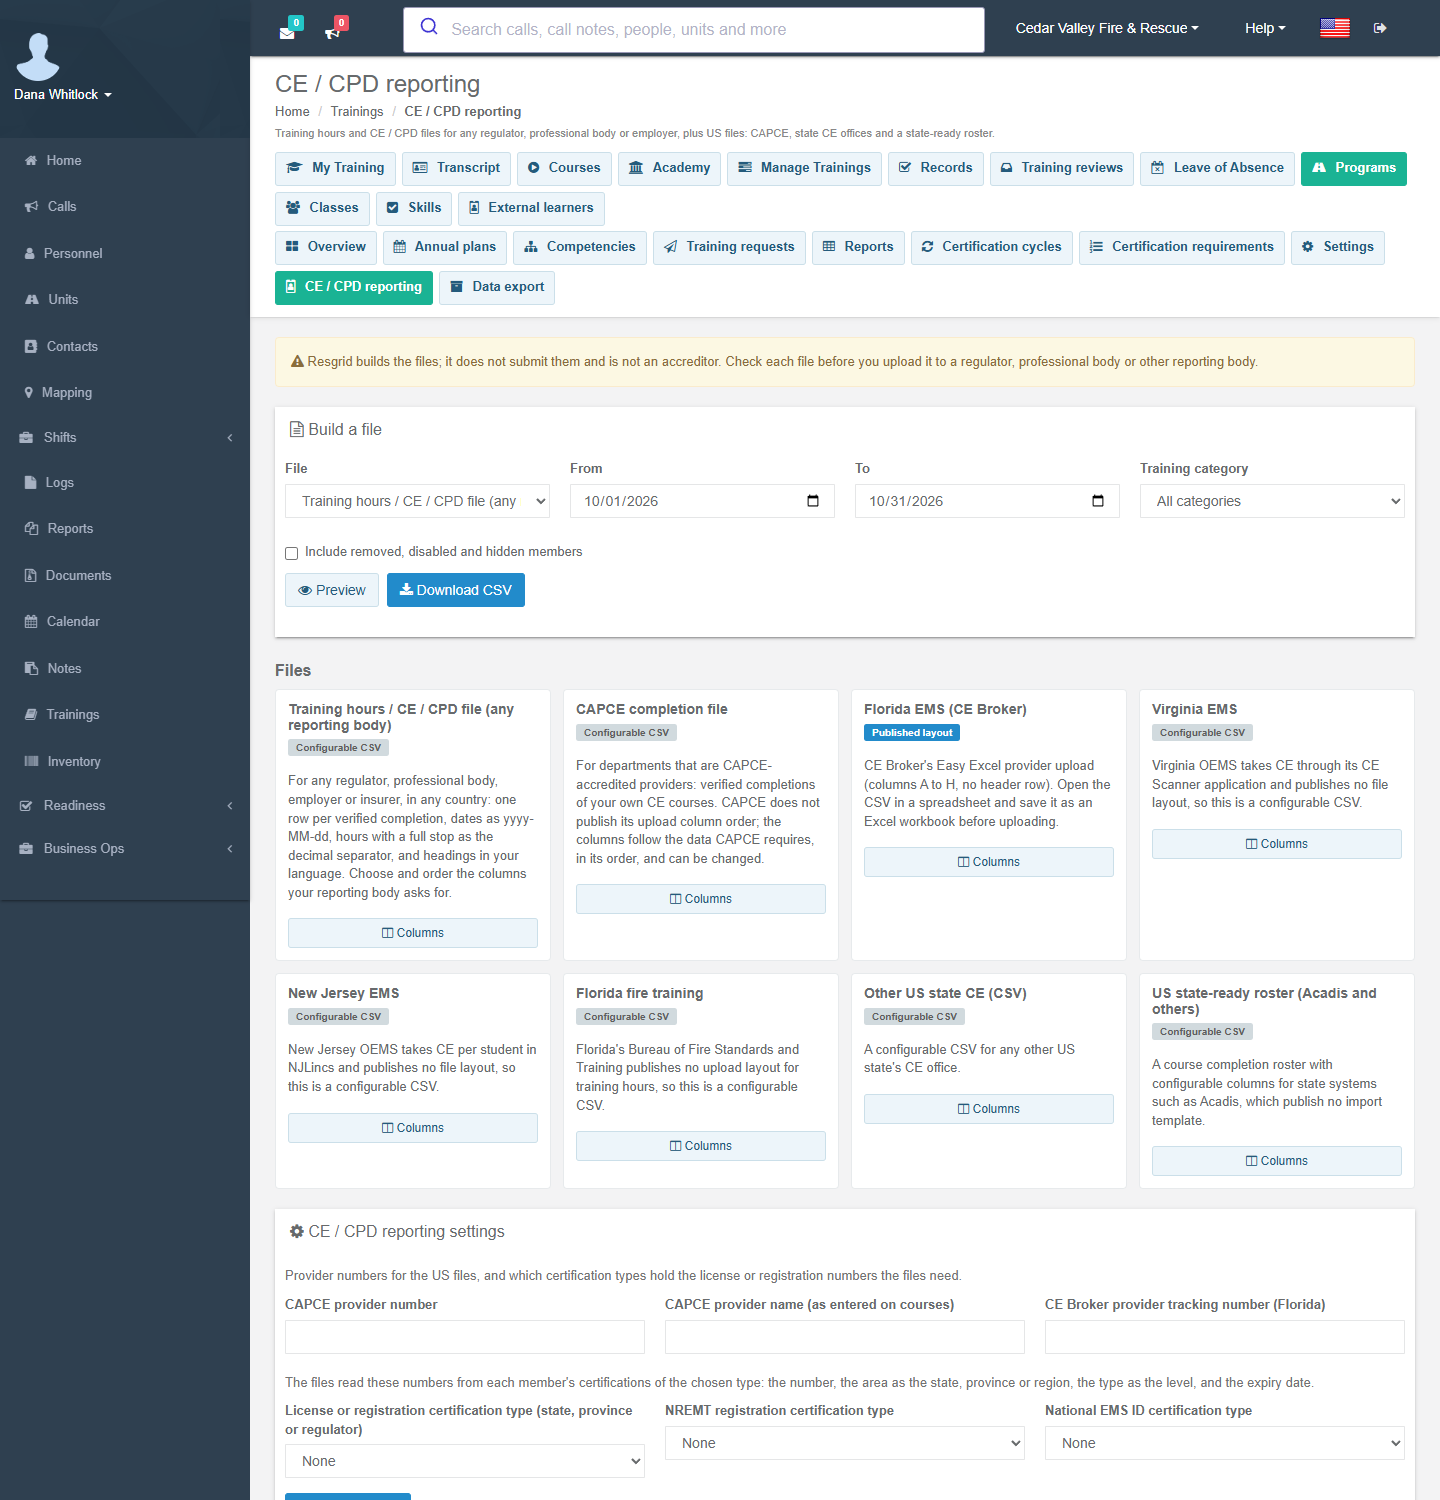 0
0
Search calls, call notes, people, units and more
Cedar Valley Fire & Rescue
Help
Dana Whitlock
Home
Calls
Personnel
Units
Contacts
Mapping
Shifts
Logs
Reports
Documents
Calendar
Notes
Trainings
Inventory
Readiness
Business Ops
CE / CPD reporting
Home / Trainings / CE / CPD reporting
Training hours and CE / CPD files for any regulator, professional body or employer, plus US files: CAPCE, state CE offices and a state-ready roster.
My Training
Transcript
Courses
Academy
Manage Trainings
Records
Training reviews
Leave of Absence
Programs
Classes
Skills
External learners
Overview
Annual plans
Competencies
Training requests
Reports
Certification cycles
Certification requirements
Settings
CE / CPD reporting
Data export
Resgrid builds the files; it does not submit them and is not an accreditor. Check each file before you upload it to a regulator, professional body or other reporting body.
Build a file
File
From
To
Training category
Training hours / CE / CPD file (any
10/01/2026
10/31/2026
All categories
Include removed, disabled and hidden members
Preview
Download CSV
Files
Training hours / CE / CPD file (any
reporting body)
Configurable CSV
For any regulator, professional body,
employer or insurer, in any country: one
row per verified completion, dates as yyyy-
MM-dd, hours with a full stop as the
decimal separator, and headings in your
language. Choose and order the columns
your reporting body asks for.
Columns
CAPCE completion file
Configurable CSV
For departments that are CAPCE-
accredited providers: verified completions
of your own CE courses. CAPCE does not
publish its upload column order; the
columns follow the data CAPCE requires,
in its order, and can be changed.
Columns
Florida EMS (CE Broker)
Published layout
CE Broker's Easy Excel provider upload
(columns A to H, no header row). Open the
CSV in a spreadsheet and save it as an
Excel workbook before uploading.
Columns
Virginia EMS
Configurable CSV
Virginia OEMS takes CE through its CE
Scanner application and publishes no file
layout, so this is a configurable CSV.
Columns
New Jersey EMS
Configurable CSV
New Jersey OEMS takes CE per student in
NJLincs and publishes no file layout, so
this is a configurable CSV.
Columns
Florida fire training
Configurable CSV
Florida's Bureau of Fire Standards and
Training publishes no upload layout for
training hours, so this is a configurable
CSV.
Columns
Other US state CE (CSV)
Configurable CSV
A configurable CSV for any other US
state's CE office.
Columns
US state-ready roster (Acadis and
others)
Configurable CSV
A course completion roster with
configurable columns for state systems
such as Acadis, which publish no import
template.
Columns
CE / CPD reporting settings
Provider numbers for the US files, and which certification types hold the license or registration numbers the files need.
CAPCE provider number
CAPCE provider name (as entered on courses)
CE Broker provider tracking number (Florida)
The files read these numbers from each member's certifications of the chosen type: the number, the area as the state, province or region, the type as the level, and the expiry date.
License or registration certification type (state, province
or regulator)
None
NREMT registration certification type
None
National EMS ID certification type
None